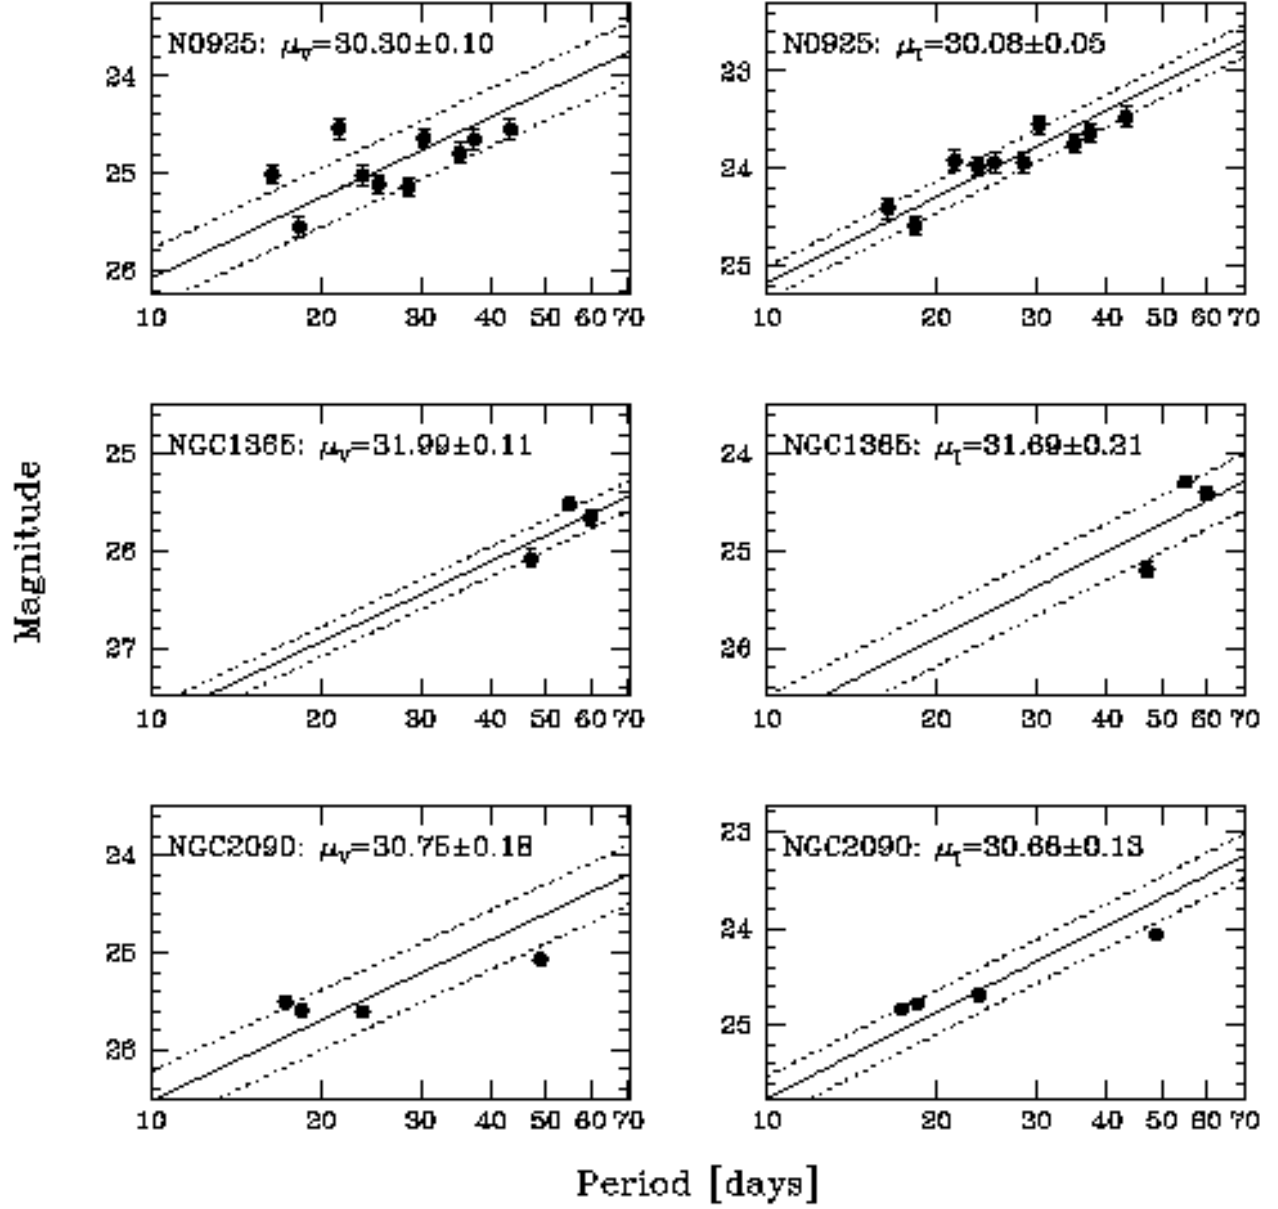 N0925: μV=30.30±0.10
N0925: μI=30.08±0.05
24
25
26
23
24
25
10 20 30 40 50 60 70
10 20 30 40 50 60 70
NGC1365: μV=31.99±0.11
NGC1365: μI=31.69±0.21
25
26
27
24
25
26
10 20 30 40 50 60 70
10 20 30 40 50 60 70
Magnitude
NGC2090: μV=30.75±0.18
NGC2090: μI=30.66±0.13
24
25
26
23
24
25
10 20 30 40 50 60 70
10 20 30 40 50 60 70
Period [days]